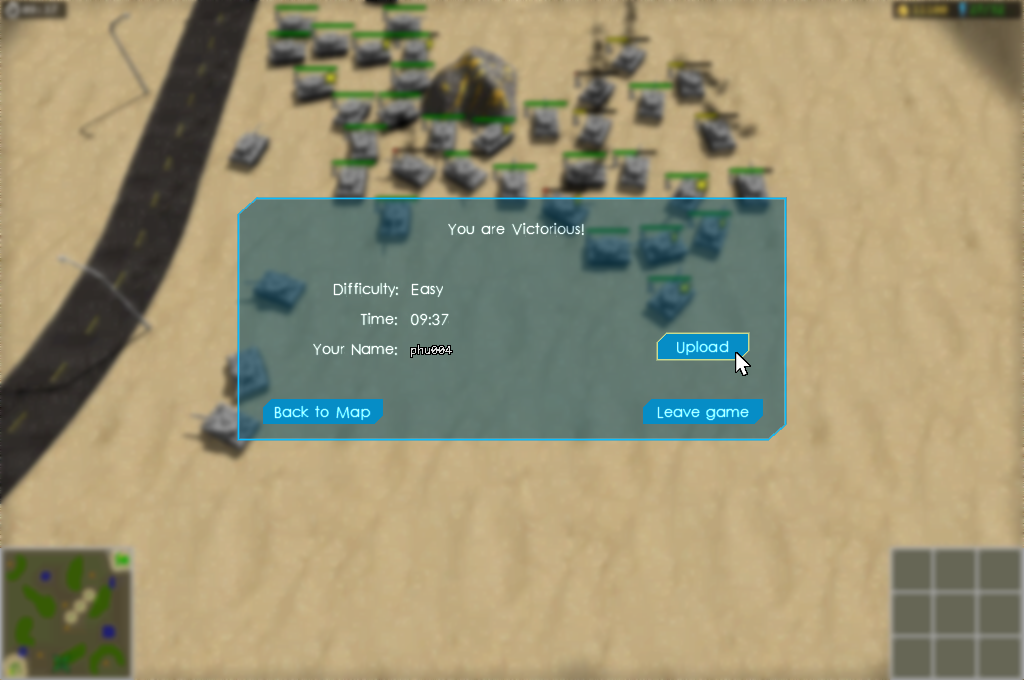 You are Victorious!
Difficulty: Easy
Time: 09:37
Your Name: phu004
Upload
Back to Map
Leave game